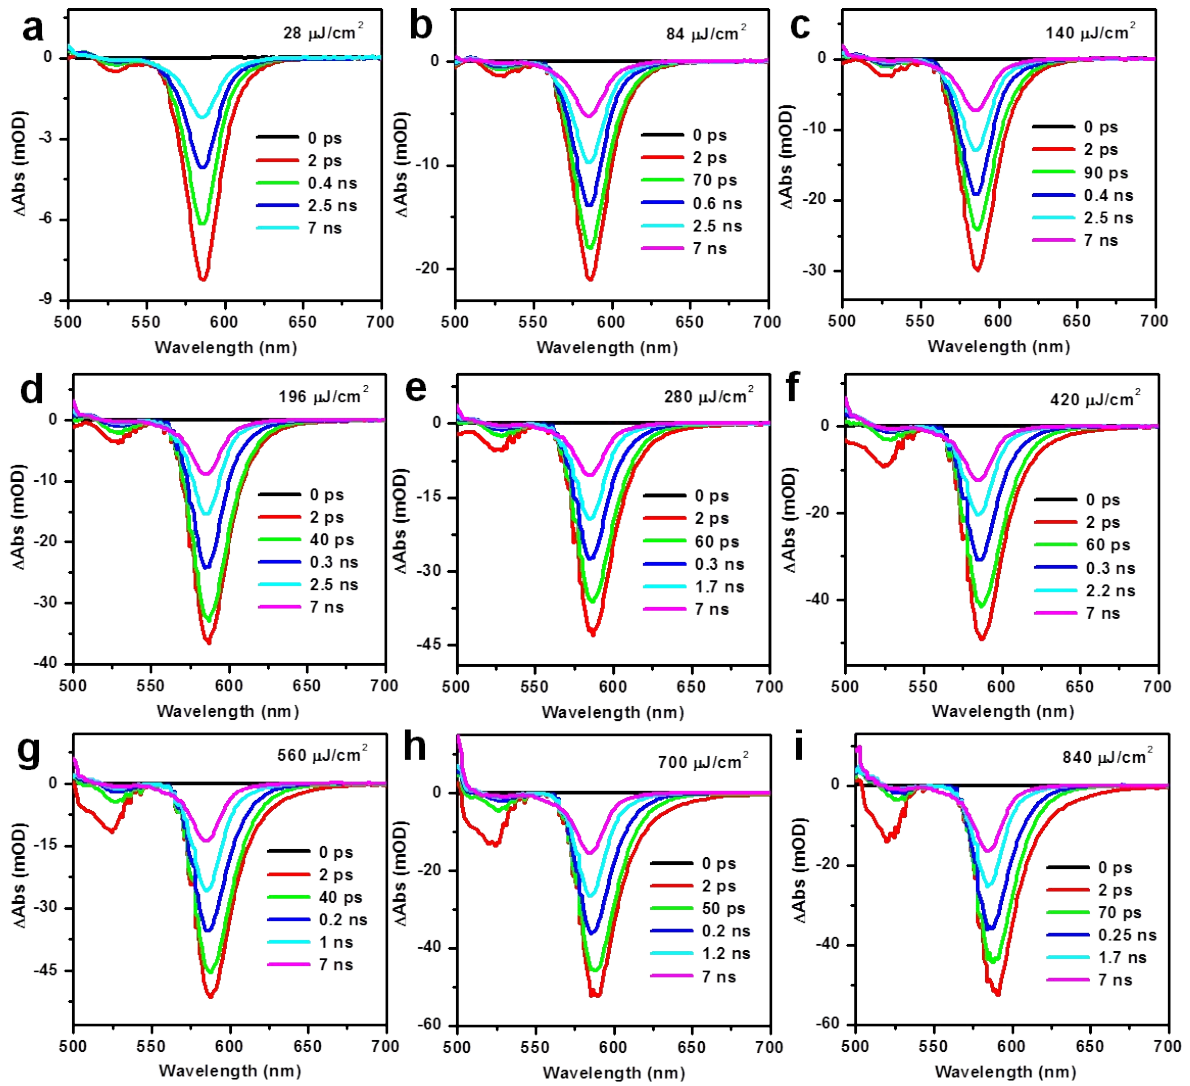 a
28 µJ/cm²
0
-3
-6
-9
ΔAbs (mOD)
0 ps
2 ps
0.4 ns
2.5 ns
7 ns
500 550 600 650 700
Wavelength (nm)
b
84 µJ/cm²
0
-10
-20
ΔAbs (mOD)
0 ps
2 ps
70 ps
0.6 ns
2.5 ns
7 ns
500 550 600 650 700
Wavelength (nm)
c
140 µJ/cm²
0
-10
-20
-30
ΔAbs (mOD)
0 ps
2 ps
90 ps
0.4 ns
2.5 ns
7 ns
500 550 600 650 700
Wavelength (nm)
d
196 µJ/cm²
0
-10
-20
-30
-40
ΔAbs (mOD)
0 ps
2 ps
40 ps
0.3 ns
2.5 ns
7 ns
500 550 600 650 700
Wavelength (nm)
e
280 µJ/cm²
0
-15
-30
-45
ΔAbs (mOD)
0 ps
2 ps
60 ps
0.3 ns
1.7 ns
7 ns
500 550 600 650 700
Wavelength (nm)
f
420 µJ/cm²
0
-20
-40
ΔAbs (mOD)
0 ps
2 ps
60 ps
0.3 ns
2.2 ns
7 ns
500 550 600 650 700
Wavelength (nm)
g
560 µJ/cm²
0
-15
-30
-45
ΔAbs (mOD)
0 ps
2 ps
40 ps
0.2 ns
1 ns
7 ns
500 550 600 650 700
Wavelength (nm)
h
700 µJ/cm²
0
-20
-40
-60
ΔAbs (mOD)
0 ps
2 ps
50 ps
0.2 ns
1.2 ns
7 ns
500 550 600 650 700
Wavelength (nm)
i
840 µJ/cm²
0
-20
-40
-60
ΔAbs (mOD)
0 ps
2 ps
70 ps
0.25 ns
1.7 ns
7 ns
500 550 600 650 700
Wavelength (nm)